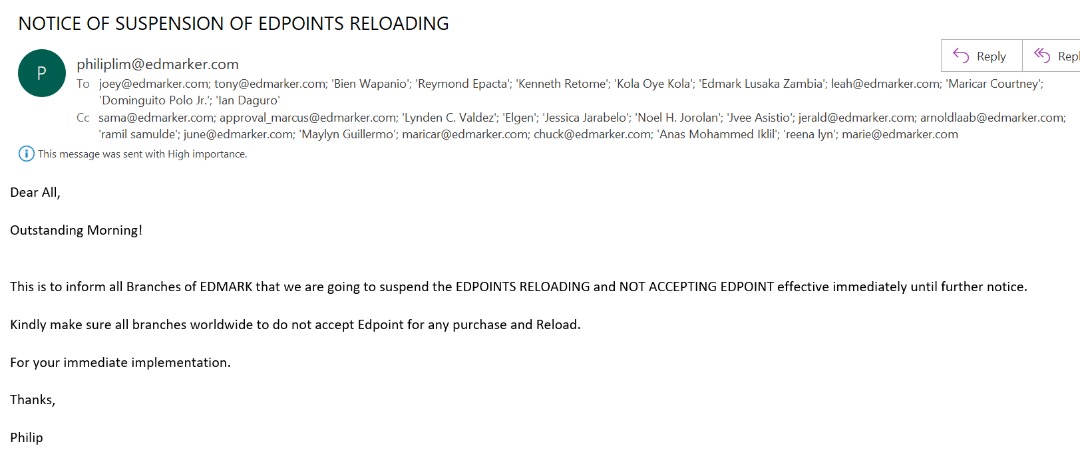 NOTICE OF SUSPENSION OF EDPOINTS RELOADING
P
philiplim@edmarker.com
Reply
Repl
To joey@edmarker.com; tony@edmarker.com; 'Bien Wapanio'; 'Reymond Epacta'; 'Kenneth Retome'; 'Kola Oye Kola'; 'Edmark Lusaka Zambia'; leah@edmarker.com; 'Maricar Courtney';
'Dominguito Polo Jr.'; 'Ian Daguro'
Cc sama@edmarker.com; approval_marcus@edmarker.com; 'Lynden C. Valdez'; 'Elgen'; 'Jessica Jarabelo'; 'Noel H. Jorolan'; 'Jvee Asistio'; jerald@edmarker.com; arnoldlaab@edmarker.com;
'ramil samulde'; june@edmarker.com; 'Maylyn Guillermo'; maricar@edmarker.com; chuck@edmarker.com; 'Anas Mohammed Iklil'; 'reena lyn'; marie@edmarker.com
This message was sent with High importance.
Dear All,
Outstanding Morning!
This is to inform all Branches of EDMARK that we are going to suspend the EDPOINTS RELOADING and NOT ACCEPTING EDPOINT effective immediately until further notice.
Kindly make sure all branches worldwide to do not accept Edpoint for any purchase and Reload.
For your immediate implementation.
Thanks,
Philip